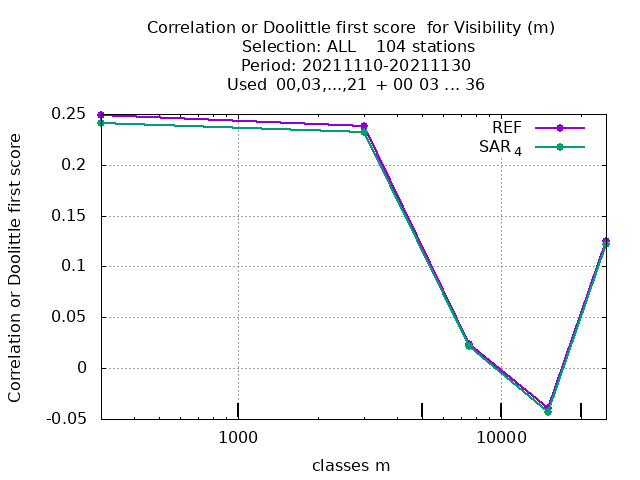 Correlation or Doolittle first score  for Visibility (m)
Selection: ALL    104 stations
Period: 20211110-20211130
Used  00,03,...,21  + 00 03 ... 36
Correlation or Doolittle first score
0.25
0.2
0.15
0.1
0.05
0
-0.05
REF
SAR 4
1000
10000
classes m